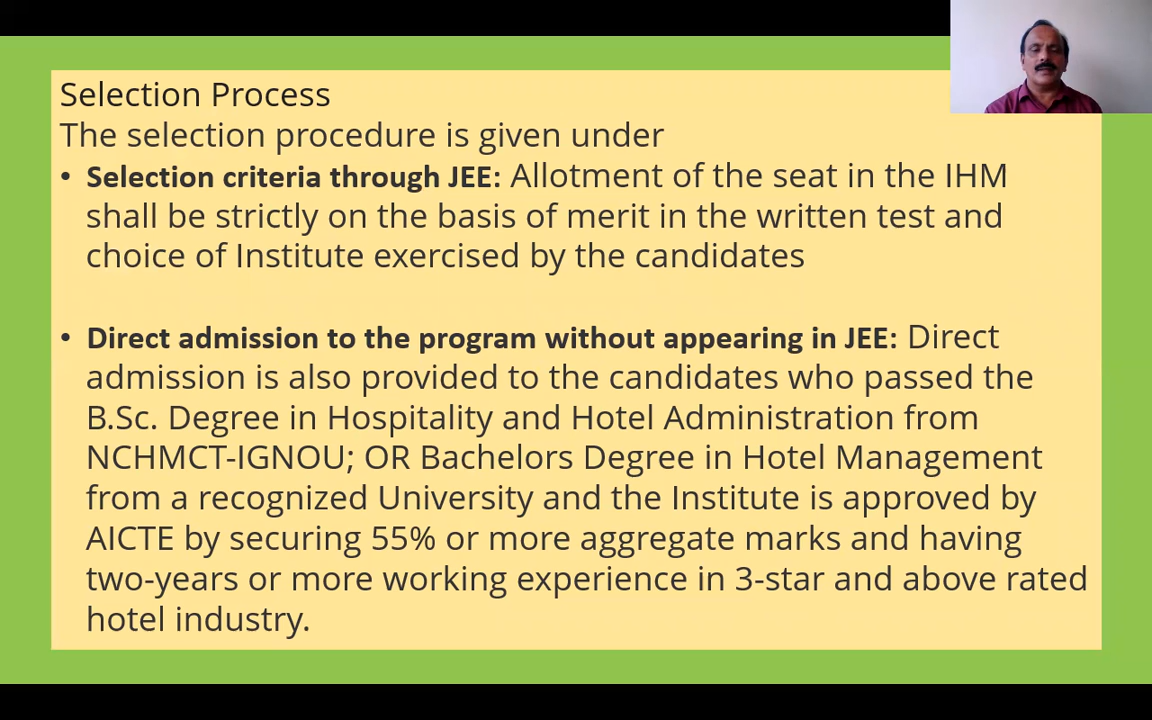 Selection Process
The selection procedure is given under
• Selection criteria through JEE: Allotment of the seat in the IHM
shall be strictly on the basis of merit in the written test and
choice of Institute exercised by the candidates
• Direct admission to the program without appearing in JEE: Direct
admission is also provided to the candidates who passed the
B.Sc. Degree in Hospitality and Hotel Administration from
NCHMCT-IGNOU; OR Bachelors Degree in Hotel Management
from a recognized University and the Institute is approved by
AICTE by securing 55% or more aggregate marks and having
two-years or more working experience in 3-star and above rated
hotel industry.